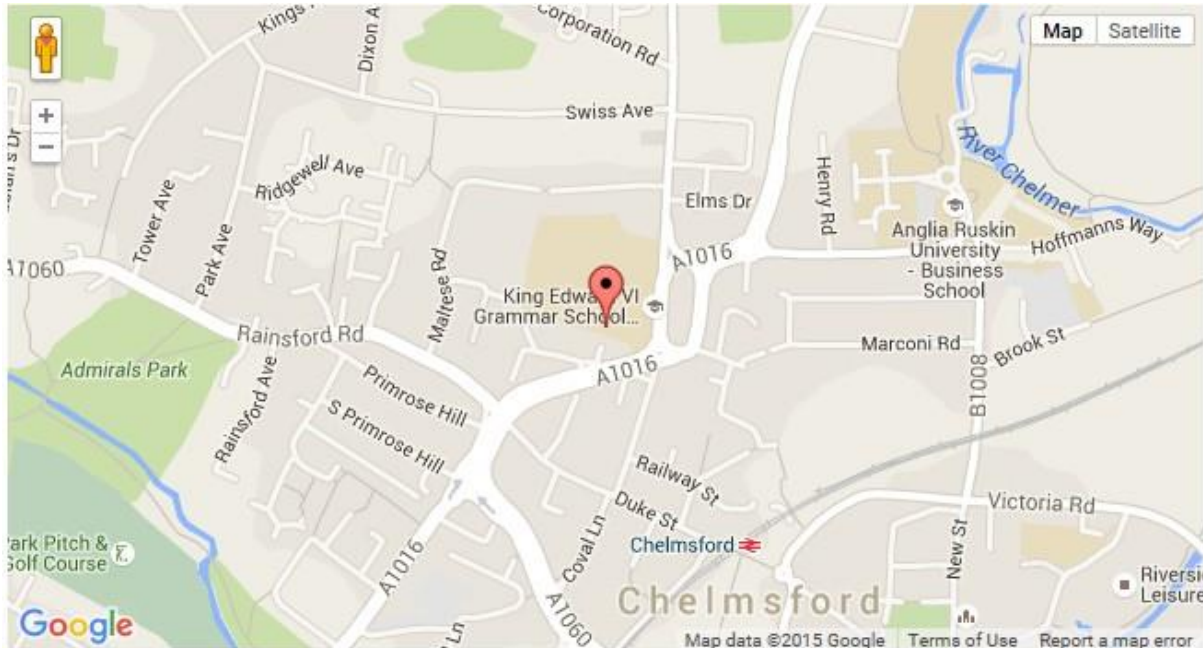 Kings
Dixon A
Corporation Rd
Map
Satellite
+
−
Swiss Ave
Ridgewell Ave
Tower Ave
Park Ave
Henry Rd
Elms Dr
River Chelmer
Anglia Ruskin
University
- Business
School
Hoffmanns Way
A1016
A1060
Maltese Rd
King Edward VI
Grammar School...
Rainsford Rd
A1016
Marconi Rd
Brook St
B1008
Admirals Park
Rainsford Ave
Primrose Hill
S Primrose Hill
Railway St
Duke St
Coval Ln
Victoria Rd
Chelmsford
New St
Park Pitch &
Golf Course
A1016
A1060
Chelmsford
Riversi
Leisure
Ln
Google
Map data ©2015 Google
Terms of Use
Report a map error